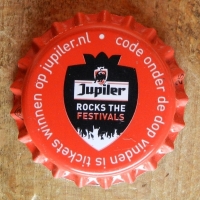 code onder de dop vinden is tickets winnen op jupiler.nl
Jupiler
ROCKS THE
FESTIVALS